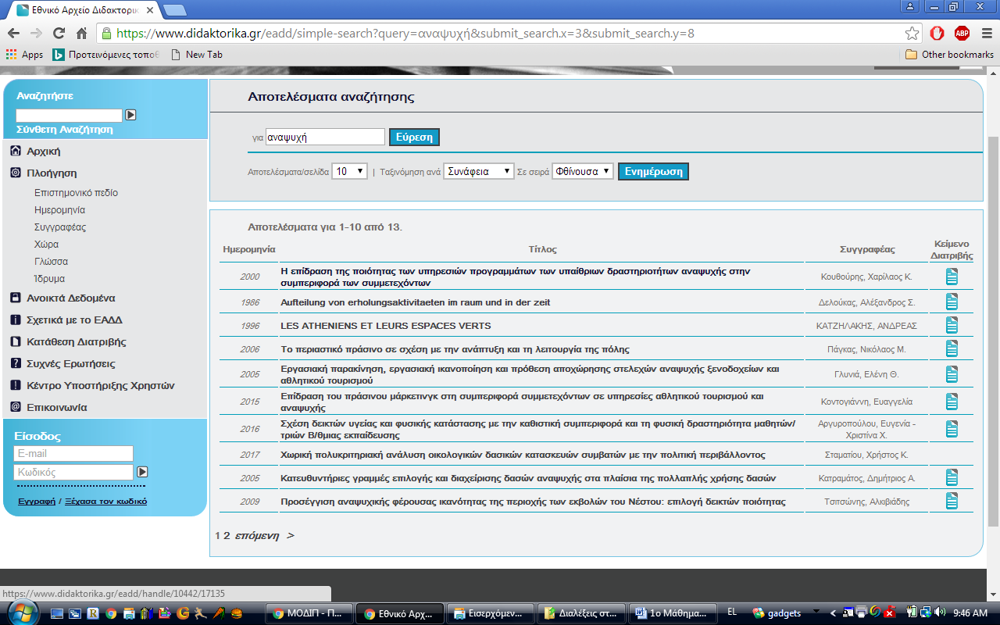 Εθνικό Αρχείο Διδακτορικ
https://www.didaktorika.gr/eadd/simple-search?query=αναψυχή&submit_search.x=3&submit_search.y=8
ABP
Apps
Προτεινόμενες τοποθ
New Tab
Other bookmarks
Αναζητήστε
Σύνθετη Αναζήτηση
Αρχική
Πλοήγηση
Επιστημονικό πεδίο
Ημερομηνία
Συγγραφέας
Χώρα
Γλώσσα
Ίδρυμα
Ανοικτά Δεδομένα
Σχετικά με το ΕΑΔΔ
Κατάθεση Διατριβής
Συχνές Ερωτήσεις
Κέντρο Υποστήριξης Χρηστών
Επικοινωνία
Είσοδος
E-mail
Κωδικός
Εγγραφή / Ξέχασα τον κωδικό
Αποτελέσματα αναζήτησης
για αναψυχή Εύρεση
Αποτελέσματα/σελίδα 10 | Ταξινόμηση ανά Συνάφεια Σε σειρά Φθίνουσα Ενημέρωση
Αποτελέσματα για 1-10 από 13.
Ημερομηνία Τίτλος Συγγραφέας Κείμενο
Διατριβής
2000 Η επίδραση της ποιότητας των υπηρεσιών προγραμμάτων των υπαίθριων δραστηριοτήτων αναψυχής στην
συμπεριφορά των συμμετεχόντων Κουθούρης, Χαρίλαος Κ.
1986 Aufteilung von erholungsaktivitaeten im raum und in der zeit Δελούκας, Αλέξανδρος Σ.
1996 LES ATHENIENS ET LEURS ESPACES VERTS ΚΑΤΖΗΛΑΚΗΣ, ΑΝΔΡΕΑΣ
2006 Το περιαστικό πράσινο σε σχέση με την ανάπτυξη και τη λειτουργία της πόλης Πάγκας, Νικόλαος Μ.
2005 Εργασιακή παρακίνηση, εργασιακή ικανοποίηση και πρόθεση αποχώρησης στελεχών αναψυχής ξενοδοχείων και
αθλητικού τουρισμού Γλυνιά, Ελένη Θ.
2015 Επίδραση του πράσινου μάρκετινγκ στη συμπεριφορά συμμετεχόντων σε υπηρεσίες αθλητικού τουρισμού και
αναψυχής Κοντογιάννη, Ευαγγελία
2016 Σχέση δεικτών υγείας και φυσικής κατάστασης με την καθιστική συμπεριφορά και τη φυσική δραστηριότητα μαθητών/
τριών Β/θμιας εκπαίδευσης Αργυροπούλου, Ευγενία -
Χριστίνα Χ.
2017 Χωρική πολυκριτηριακή ανάλυση οικολογικών δασικών κατασκευών συμβατών με την πολιτική περιβάλλοντος Σταματίου, Χρήστος Κ.
2005 Κατευθυντήριες γραμμές επιλογής και διαχείρισης δασών αναψυχής στα πλαίσια της πολλαπλής χρήσης δασών Κατραμάτος, Δημήτριος Α.
2009 Προσέγγιση αναψυχικής φέρουσας ικανότητας της περιοχής των εκβολών του Νέστου: επιλογή δεικτών ποιότητας Τσιτσώνης, Αλκιβιάδης
1 2 επόμενη >
https://www.didaktorika.gr/eadd/handle/10442/17135
ΜΟΔΙΠ - Π...
Εθνικό Αρχ...
Εισερχόμεν...
Διαλέξεις στ...
1ο Μάθημα...
EL
gadgets
9:46 AM